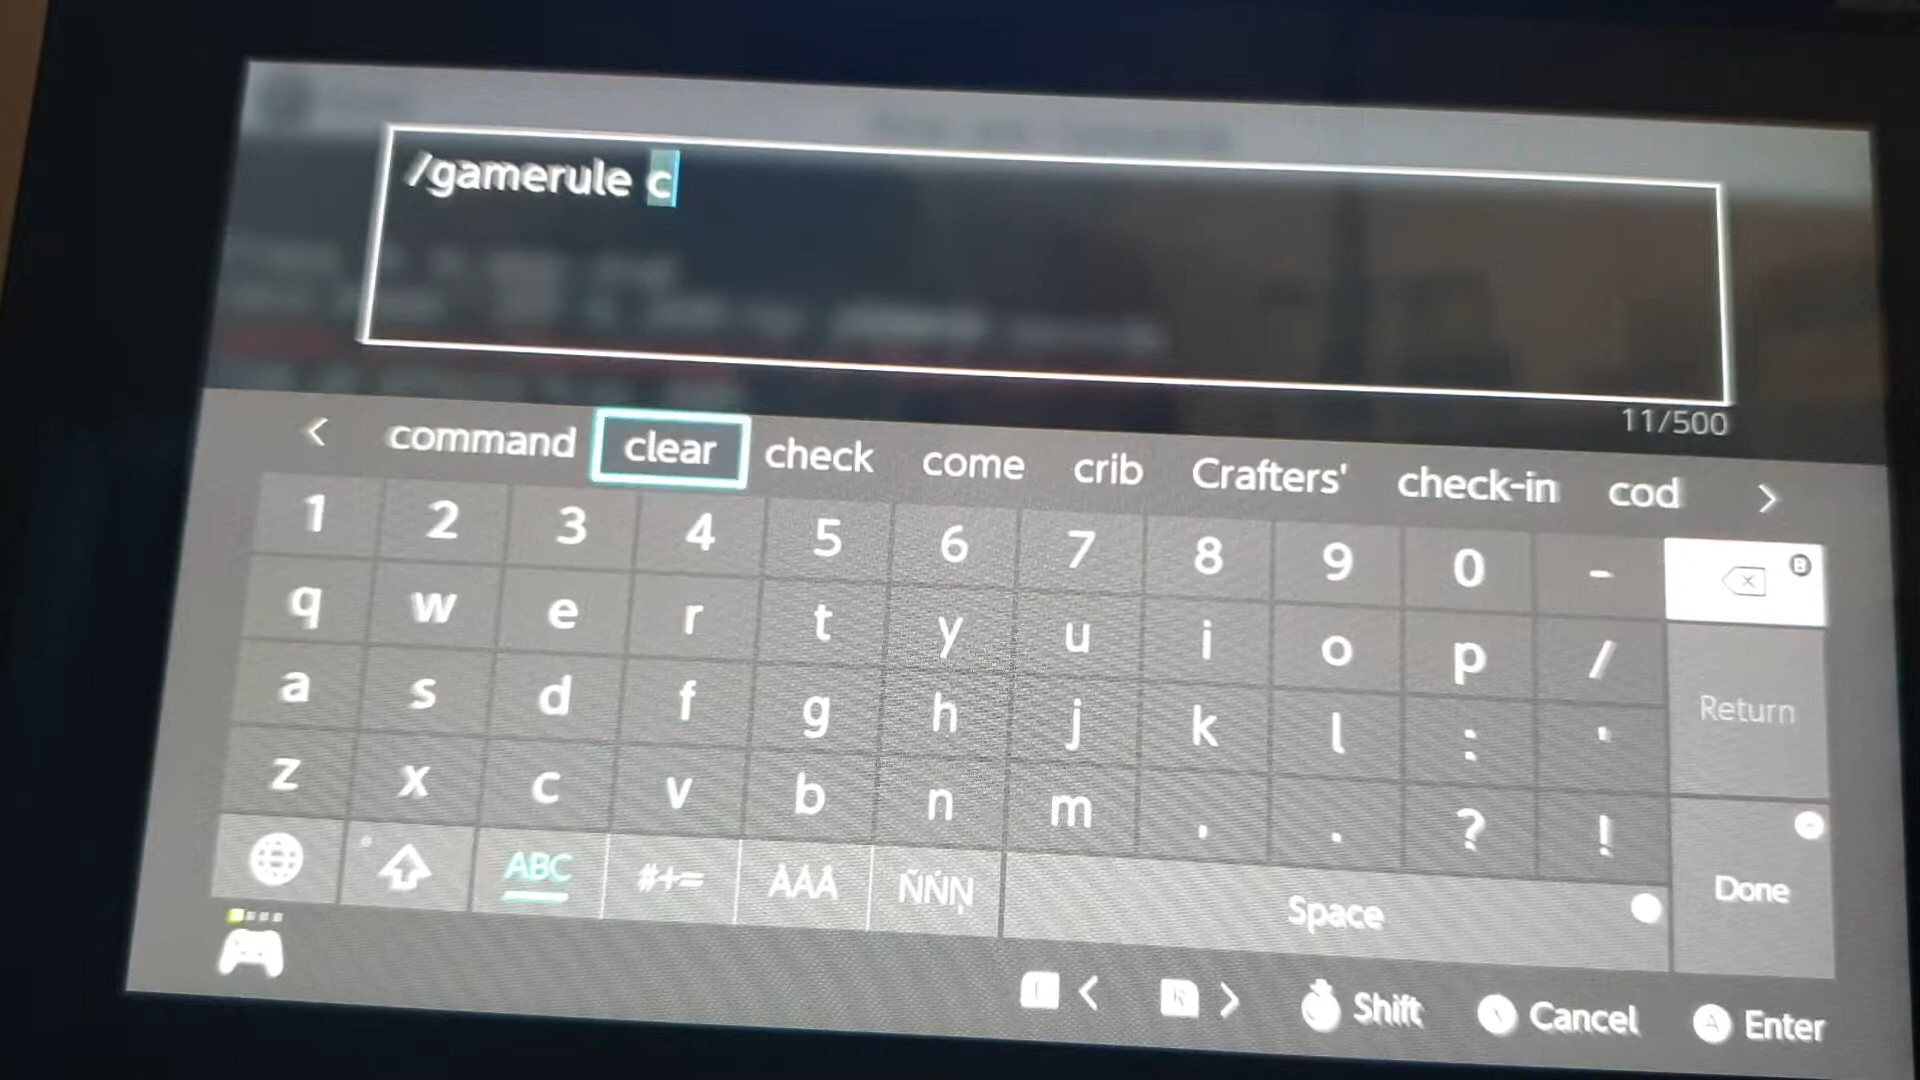 /gamerule c
11/500
< command clear check come crib Crafters' check-in cod >
1 2 3 4 5 6 7 8 9 0 - B
q w e r t y u i o p /
a s d f g h j k l : ' Return
z x c v b n m , . ? !
ABC #+= ÀÁÂ ÑŃŅ Space Done
L < R > Shift Cancel A Enter